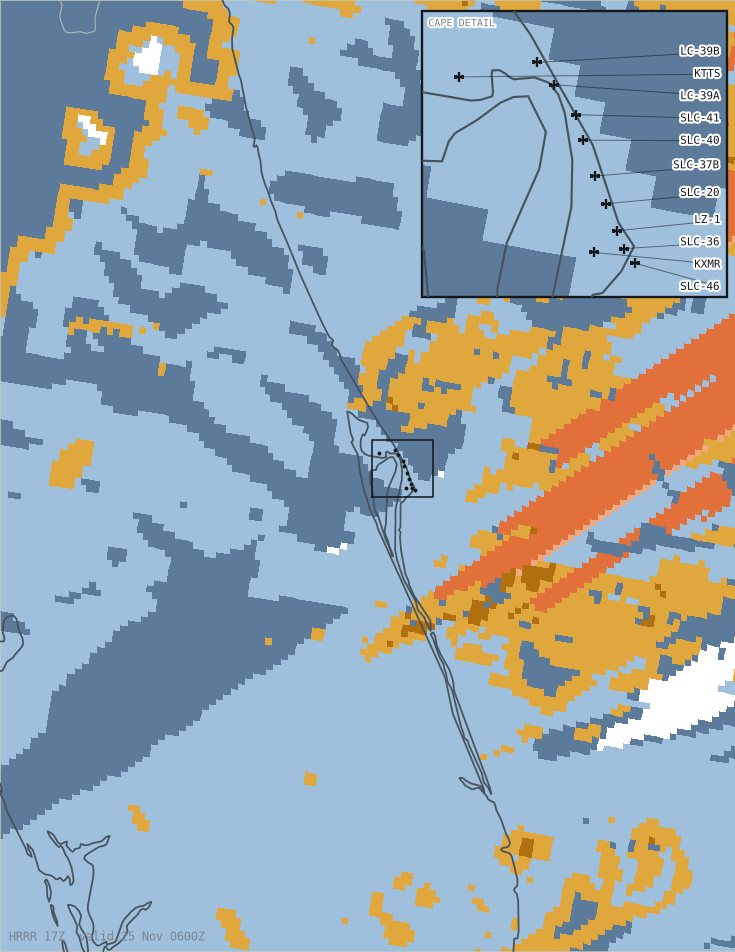 CAPE DETAIL
LC-39B
KTTS
LC-39A
SLC-41
SLC-40
SLC-37B
SLC-20
LZ-1
SLC-36
KXMR
SLC-46
HRRR 17Z, valid 25 Nov 0600Z